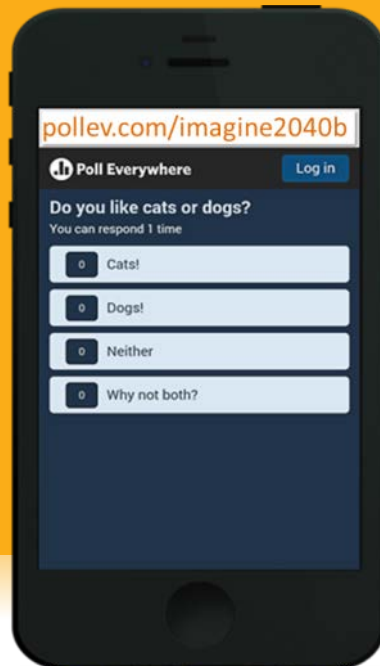 pollev.com/imagine2040b
Poll Everywhere
Log in
Do you like cats or dogs?
You can respond 1 time
0 Cats!
0 Dogs!
0 Neither
0 Why not both?